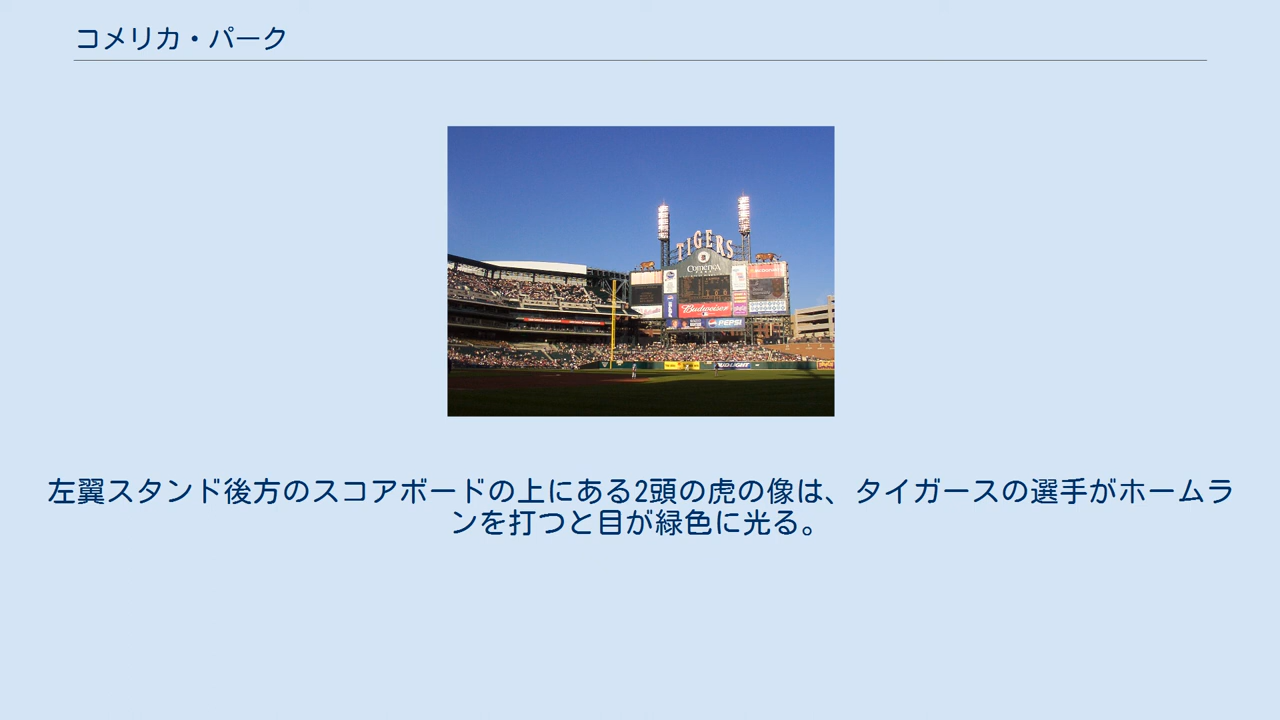 コメリカ・パーク
TIGERS
Comerica
Budweiser
PEPSI
BUD LIGHT
左翼スタンド後方のスコアボードの上にある2頭の虎の像は、タイガースの選手がホームラ
ンを打つと目が緑色に光る。